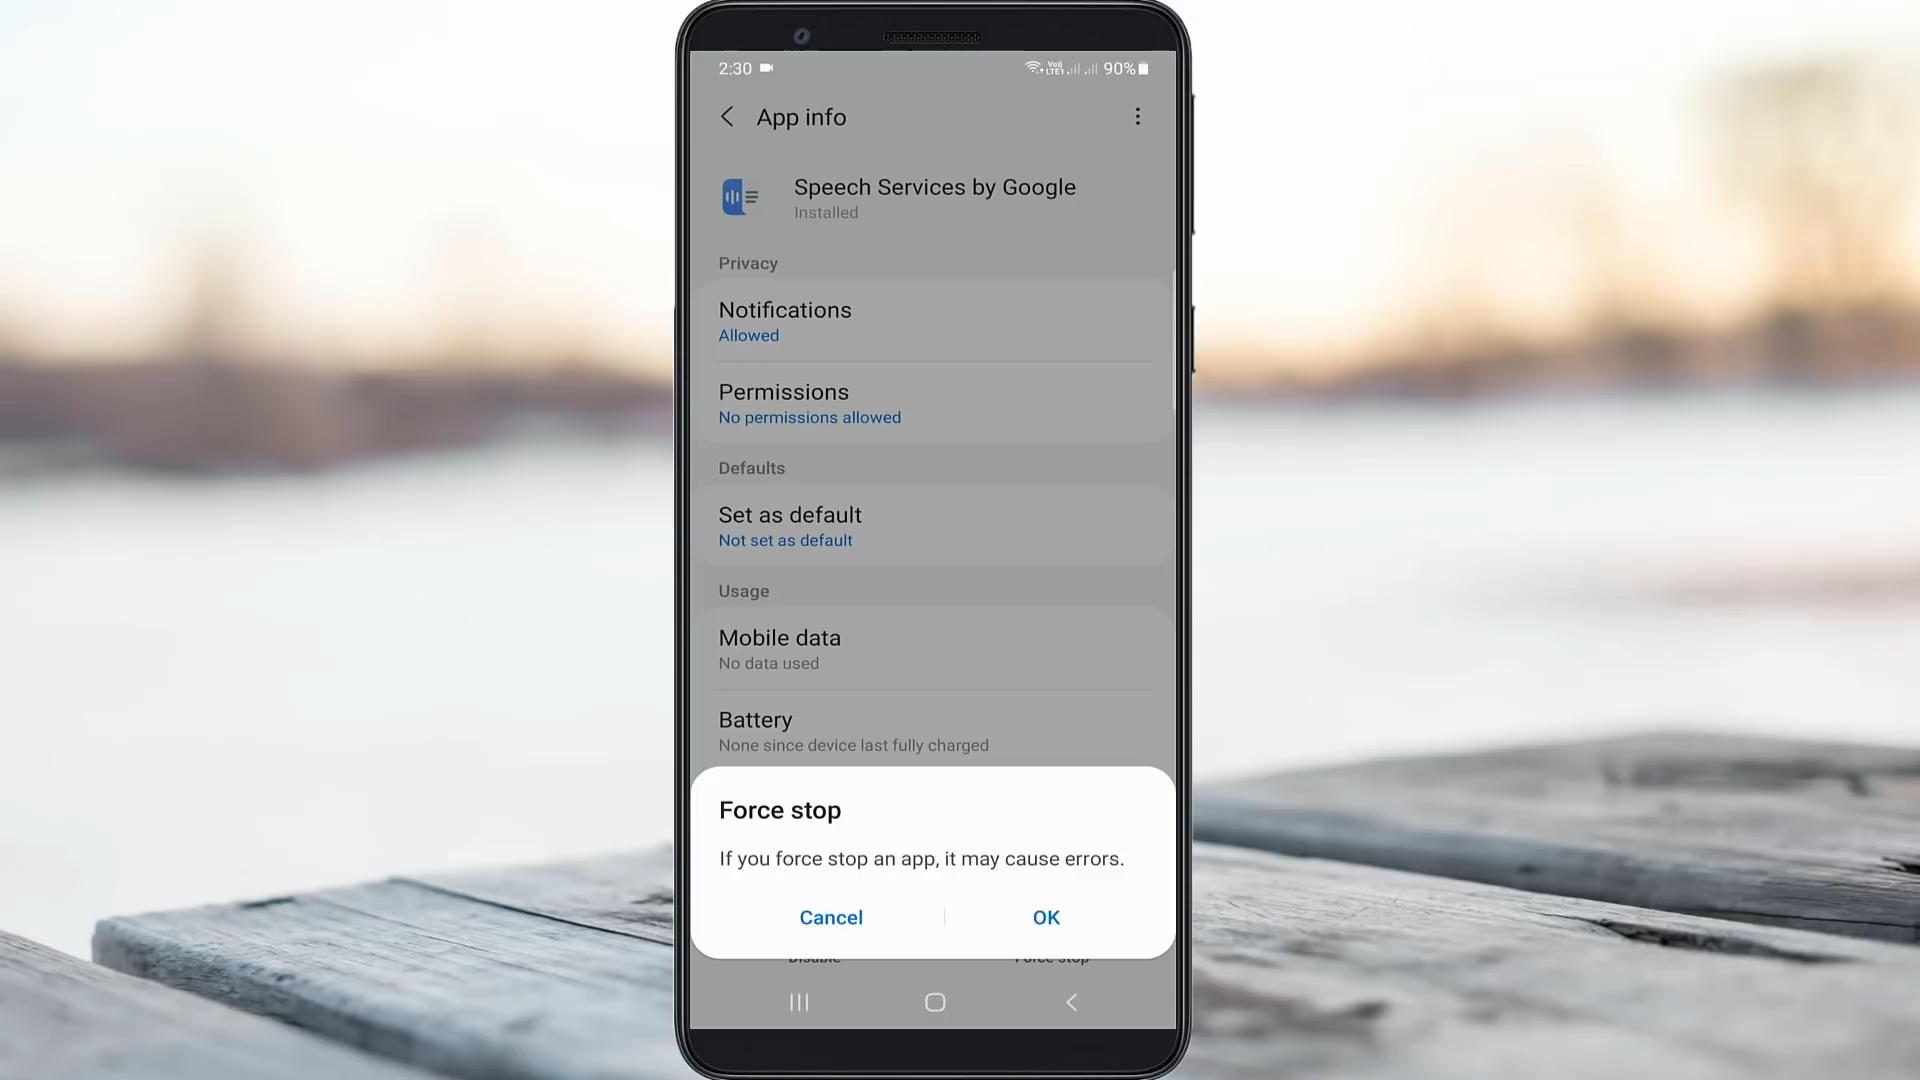 2:30 90%
App info
Speech Services by Google
Installed
Privacy
Notifications
Allowed
Permissions
No permissions allowed
Defaults
Set as default
Not set as default
Usage
Mobile data
No data used
Battery
None since device last fully charged
Force stop
If you force stop an app, it may cause errors.
Cancel OK
Disable Force stop